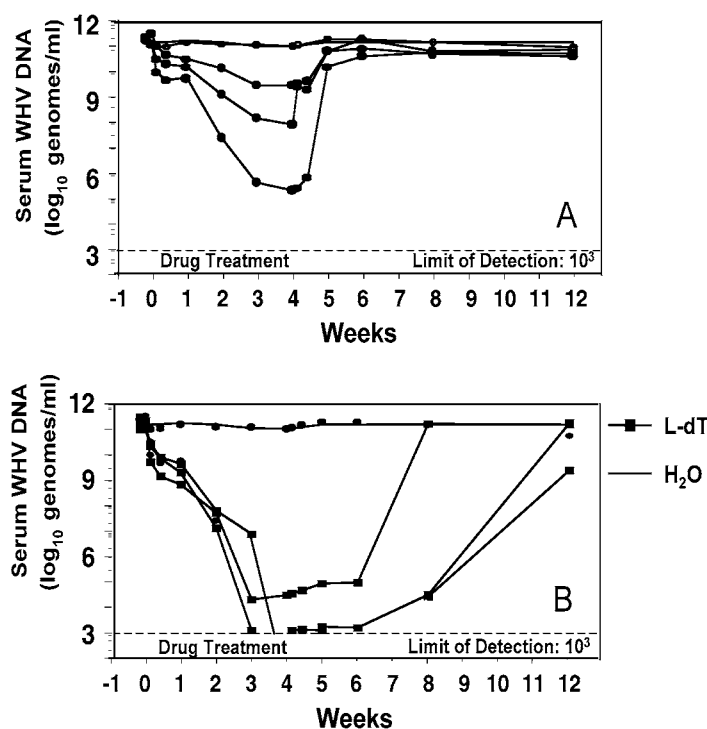 Serum WHV DNA
(log10 genomes/ml)
12
9
6
3
A
Drug Treatment
Limit of Detection: 10³
-1 0 1 2 3 4 5 6 7 8 9 10 11 12
Weeks
Serum WHV DNA
(log10 genomes/ml)
12
9
6
3
L-dT
H₂O
B
Drug Treatment
Limit of Detection: 10³
-1 0 1 2 3 4 5 6 7 8 9 10 11 12
Weeks